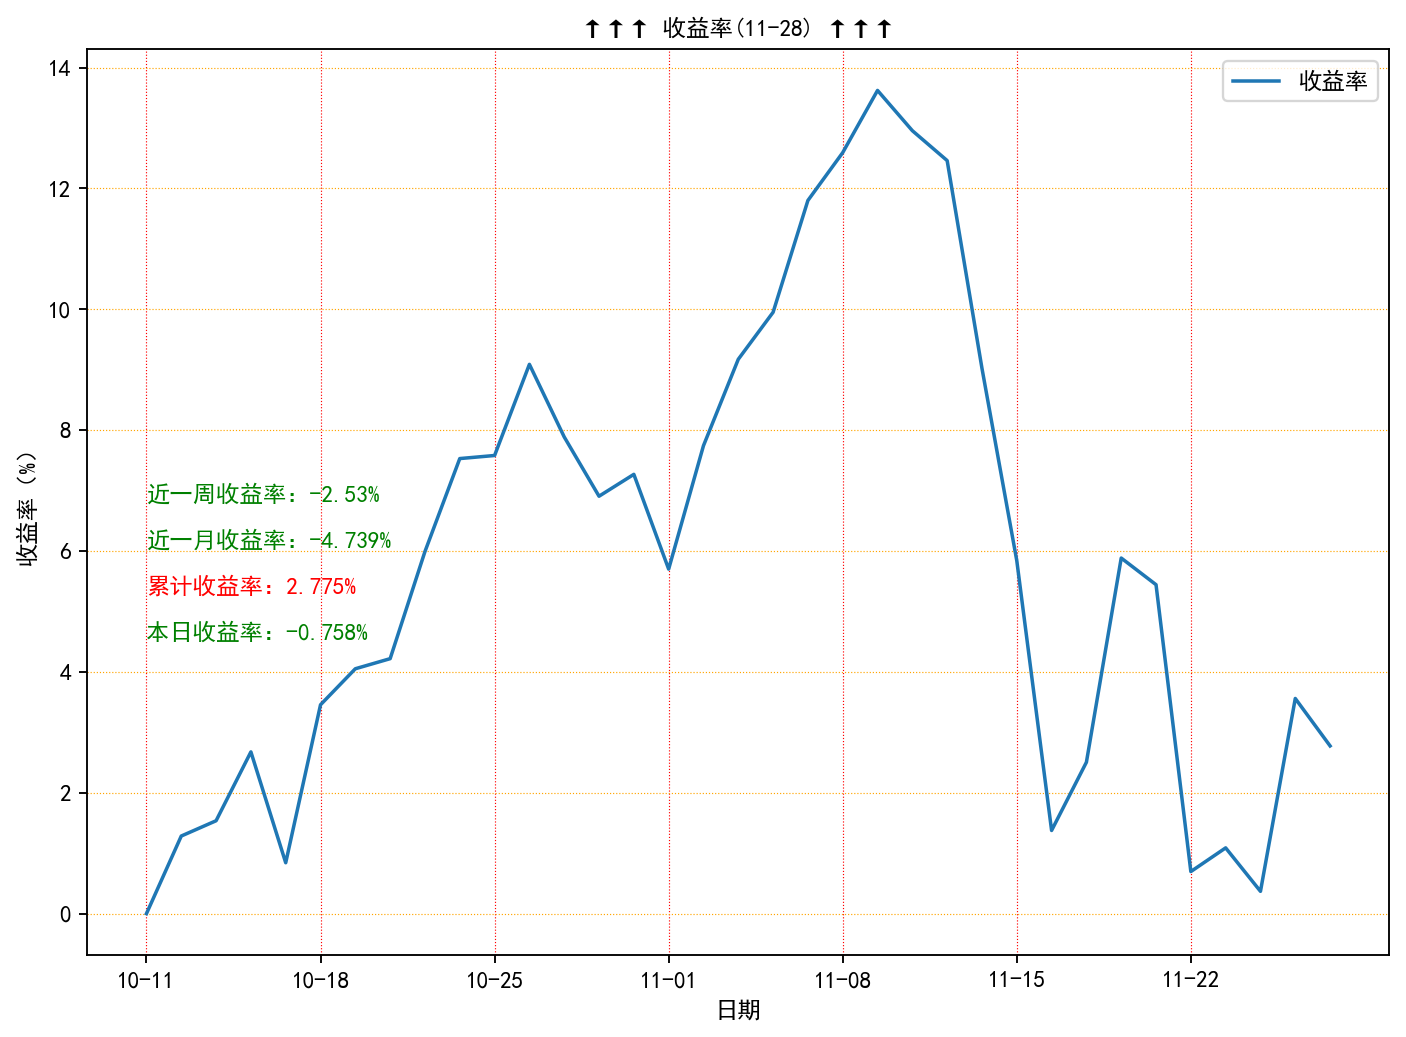 ↑↑↑ 收益率(11-28) ↑↑↑
收益率
14
12
10
8
6
4
2
0
收益率 (%)
近一周收益率: -2.53%
近一月收益率: -4.739%
累计收益率: 2.775%
本日收益率: -0.758%
10-11 10-18 10-25 11-01 11-08 11-15 11-22
日期